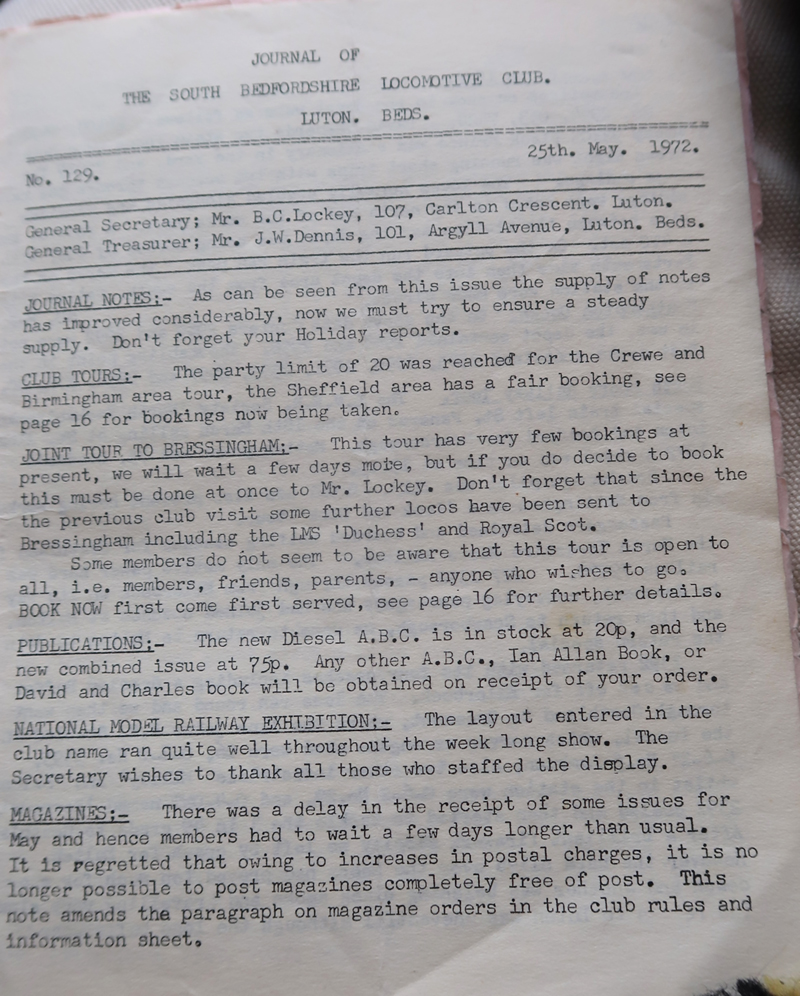 JOURNAL OF
THE SOUTH BEDFORDSHIRE LOCOMOTIVE CLUB.
LUTON. BEDS.
No. 129.
25th. May. 1972.
General Secretary; Mr. B.C.Lockey, 107, Carlton Crescent. Luton.
General Treasurer; Mr. J.W.Dennis, 101, Argyll Avenue, Luton. Beds.
JOURNAL NOTES:- As can be seen from this issue the supply of notes
has improved considerably, now we must try to ensure a steady
supply. Don't forget your Holiday reports.
CLUB TOURS:- The party limit of 20 was reached for the Crewe and
Birmingham area tour, the Sheffield area has a fair booking, see
page 16 for bookings now being taken.
JOINT TOUR TO BRESSINGHAM:- This tour has very few bookings at
present, we will wait a few days more, but if you do decide to book
this must be done at once to Mr. Lockey. Don't forget that since the
the previous club visit some further locos have been sent to
Bressingham including the LMS 'Duchess' and Royal Scot.
Some members do not seem to be aware that this tour is open to
all, i.e. members, friends, parents, - anyone who wishes to go.
BOOK NOW first come first served, see page 16 for further details.
PUBLICATIONS:- The new Diesel A.B.C. is in stock at 20p, and the
new combined issue at 75p. Any other A.B.C., Ian Allan Book, or
David and Charles book will be obtained on receipt of your order.
NATIONAL MODEL RAILWAY EXHIBITION:- The layout entered in the
club name ran quite well throughout the week long show. The
Secretary wishes to thank all those who staffed the display.
MAGAZINES:- There was a delay in the receipt of some issues for
May and hence members had to wait a few days longer than usual.
It is regretted that owing to increases in postal charges, it is no
longer possible to post magazines completely free of post. This
note amends the paragraph on magazine orders in the club rules and
information sheet.